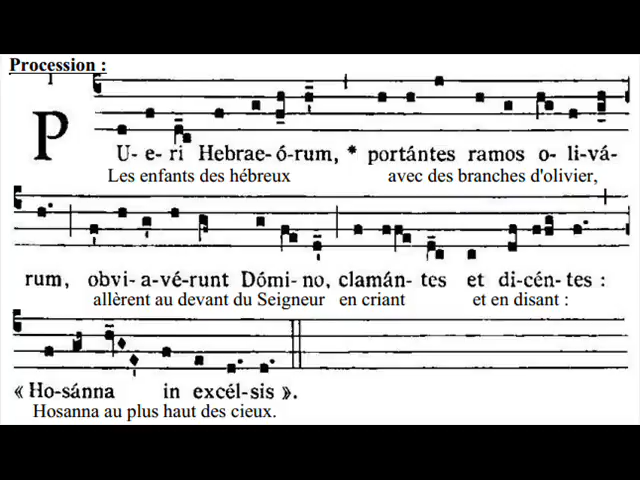 Procession :
I
PU- e- ri Hebrae-ó-rum, * portántes ramos o- li-vá-
Les enfants des hébreux avec des branches d'olivier,
rum, obvi-a-vé-runt Dómi-no, clamán- tes et di-cén-tes :
allèrent au devant du Seigneur en criant et en disant :
« Ho-sánna in excél-sis ».
Hosanna au plus haut des cieux.